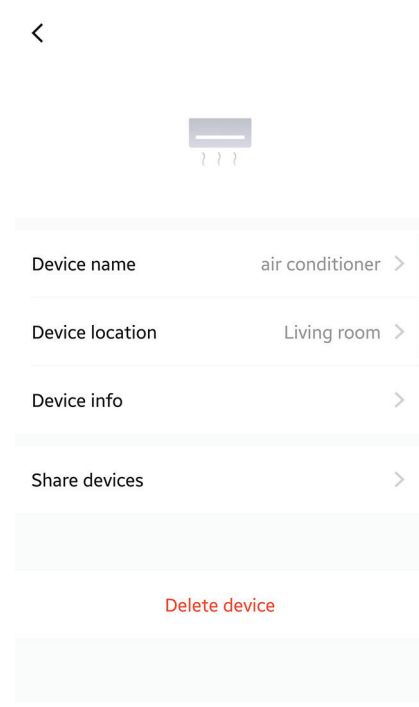 Device name
air conditioner
Device location
Living room
Device info
Share devices
Delete device